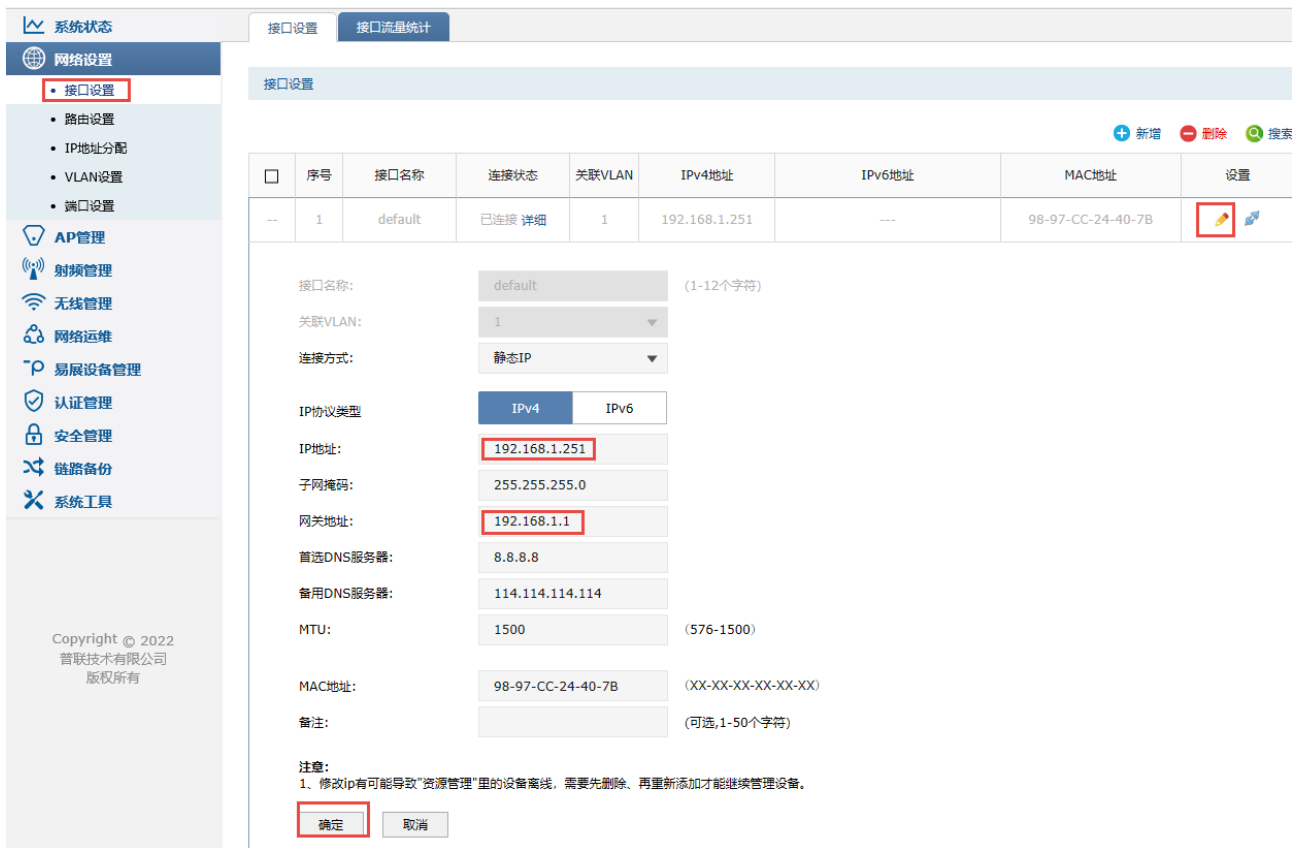 系统状态
网络设置
• 接口设置
• 路由设置
• IP地址分配
• VLAN设置
• 端口设置
AP管理
射频管理
无线管理
网络运维
易展设备管理
认证管理
安全管理
链路备份
系统工具
Copyright © 2022
普联技术有限公司
版权所有
接口设置 接口流量统计
接口设置
新增 删除 搜索
序号 接口名称 连接状态 关联VLAN IPv4地址 IPv6地址 MAC地址 设置
-- 1 default 已连接 详细 1 192.168.1.251 --- 98-97-CC-24-40-7B
接口名称: default (1-12个字符)
关联VLAN: 1
连接方式: 静态IP
IP协议类型 IPv4 IPv6
IP地址: 192.168.1.251
子网掩码: 255.255.255.0
网关地址: 192.168.1.1
首选DNS服务器: 8.8.8.8
备用DNS服务器: 114.114.114.114
MTU: 1500 (576-1500)
MAC地址: 98-97-CC-24-40-7B (XX-XX-XX-XX-XX-XX)
备注: (可选,1-50个字符)
注意:
1、修改ip有可能导致"资源管理"里的设备离线，需要先删除、再重新添加才能继续管理设备。
确定 取消